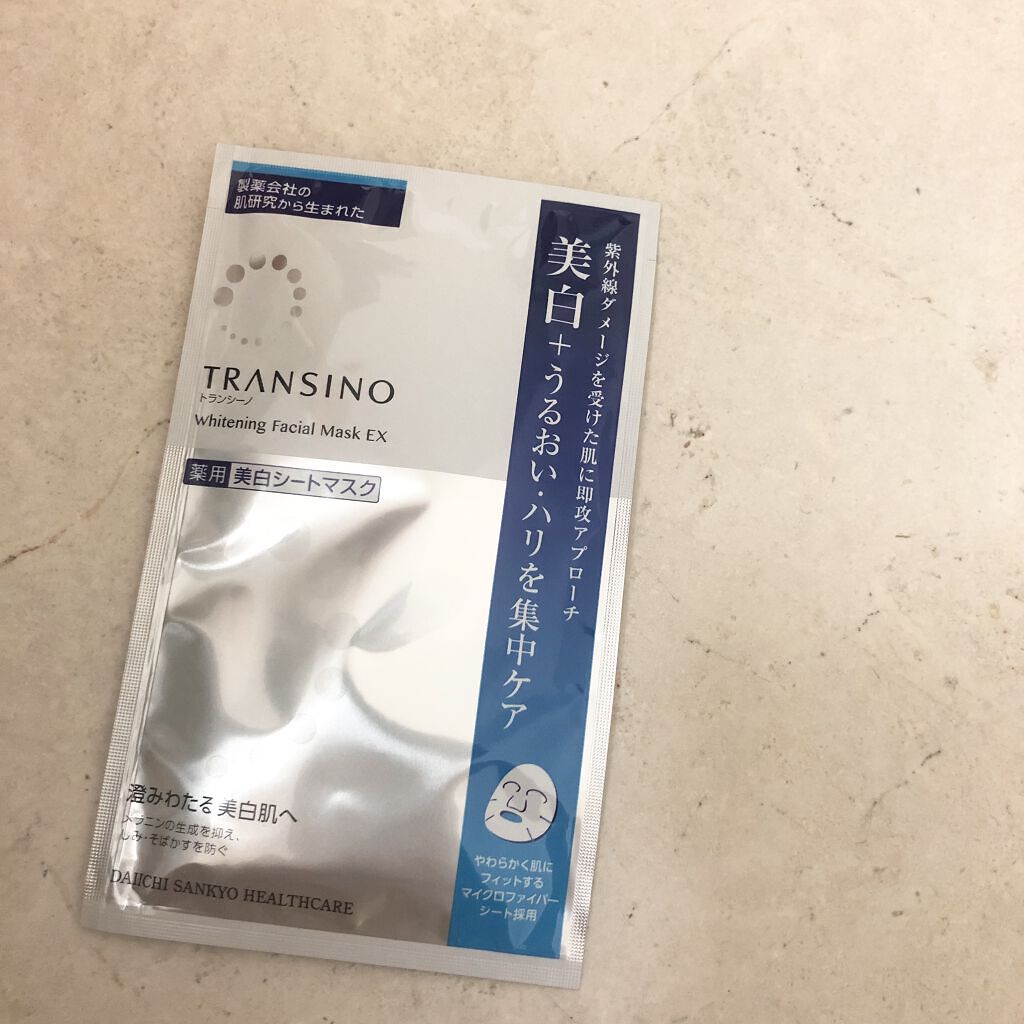 製薬会社の
肌研究から生まれた
TRANSINO
トランシーノ
Whitening Facial Mask EX
薬用 美白シートマスク
紫外線ダメージを受けた肌に即攻アプローチ
美白+うるおい・ハリを集中ケア
澄みわたる 美白肌へ
メラニンの生成を抑え、
しみ・そばかすを防ぐ
DAIICHI SANKYO HEALTHCARE
やわらかく肌に
フィットする
マイクロファイバー
シート採用